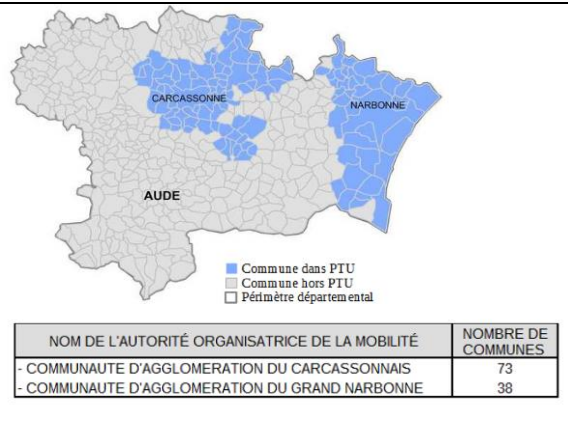 CARCASSONNE
NARBONNE
AUDE
Commune dans PTU
Commune hors PTU
Périmètre départemental
NOM DE L'AUTORITÉ ORGANISATRICE DE LA MOBILITÉ NOMBRE DE COMMUNES
- COMMUNAUTE D'AGGLOMERATION DU CARCASSONNAIS 73
- COMMUNAUTE D'AGGLOMERATION DU GRAND NARBONNE 38